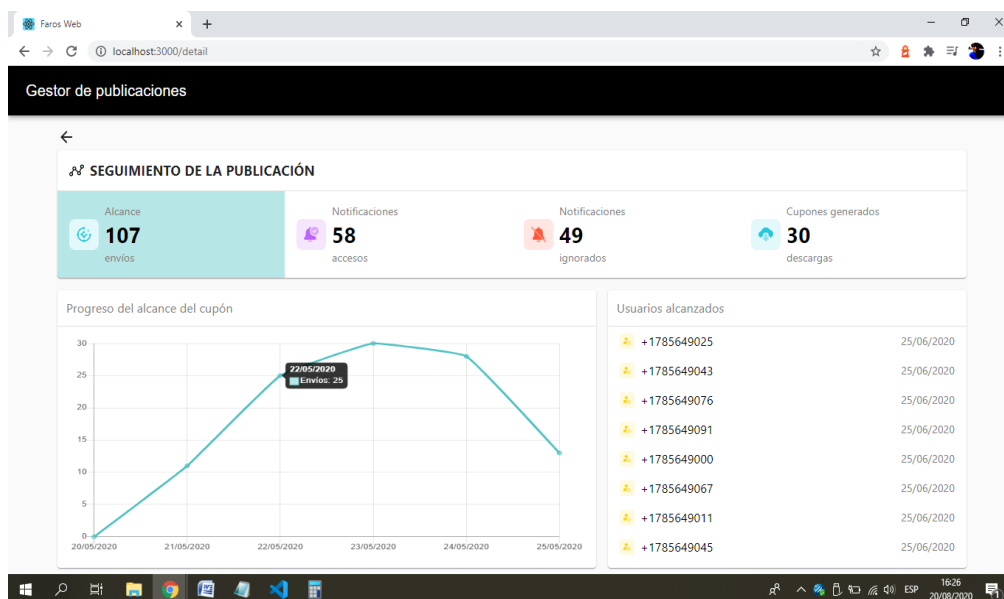 Faros Web
localhost:3000/detail
Gestor de publicaciones
SEGUIMIENTO DE LA PUBLICACIÓN
Alcance
107
envíos
Notificaciones
58
accesos
Notificaciones
49
ignorados
Cupones generados
30
descargas
Progreso del alcance del cupón
30
25
20
15
10
5
0
22/05/2020
Envíos: 25
20/05/2020 21/05/2020 22/05/2020 23/05/2020 24/05/2020 25/05/2020
Usuarios alcanzados
+1785649025 25/06/2020
+1785649043 25/06/2020
+1785649076 25/06/2020
+1785649091 25/06/2020
+1785649000 25/06/2020
+1785649067 25/06/2020
+1785649011 25/06/2020
+1785649045 25/06/2020
ESP
16:26
20/08/2020